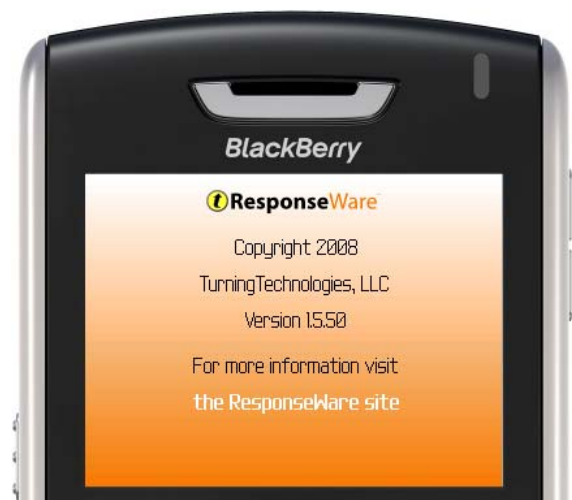 BlackBerry
t ResponseWare
Copyright 2008
TurningTechnologies, LLC
Version 1.5.50
For more information visit
the ResponseWare site